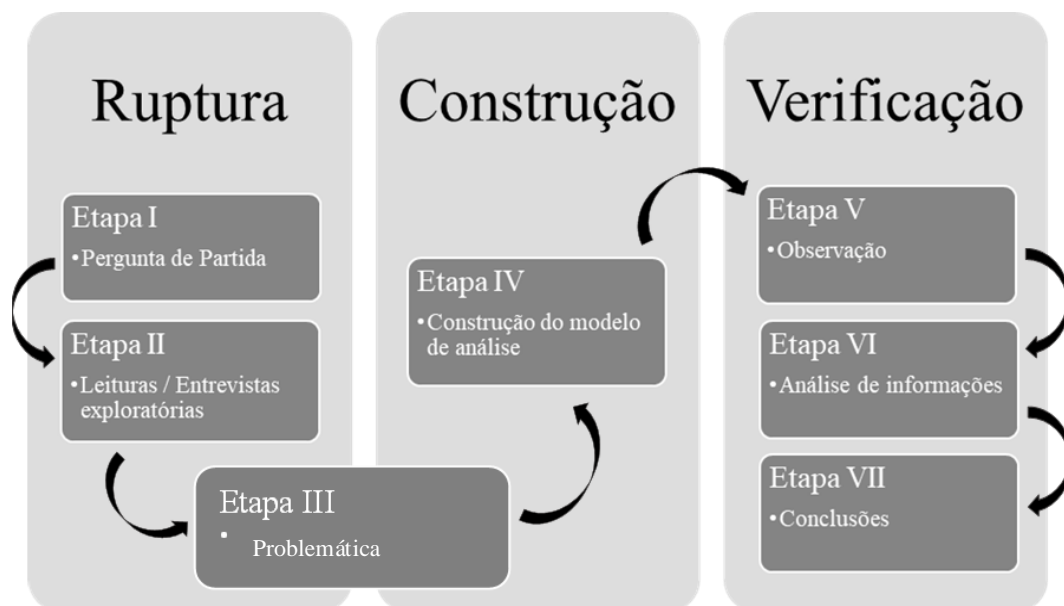 Ruptura
Etapa I
•Pergunta de Partida
Etapa II
•Leituras / Entrevistas
exploratórias
Etapa III
• Problemática
Construção
Etapa IV
•Construção do modelo
de análise
Verificação
Etapa V
•Observação
Etapa VI
•Análise de informações
Etapa VII
•Conclusões